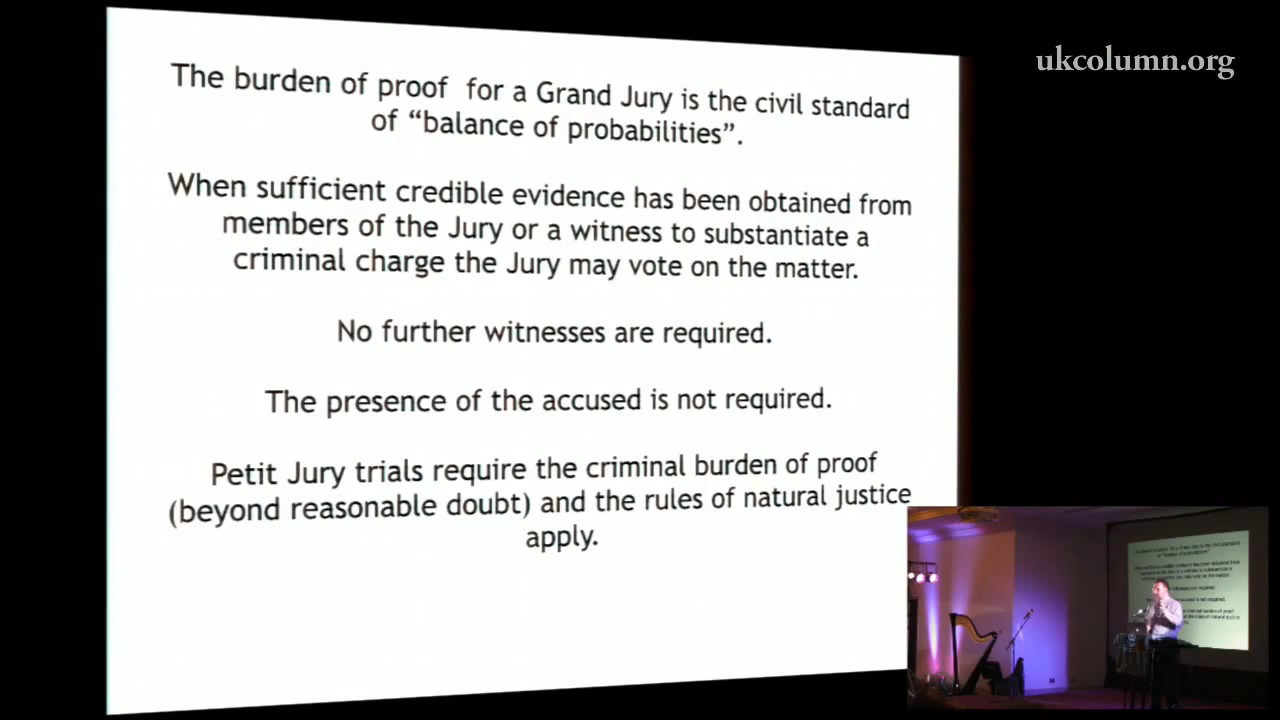 ukcolumn.org
The burden of proof for a Grand Jury is the civil standard
of “balance of probabilities”.
When sufficient credible evidence has been obtained from
members of the Jury or a witness to substantiate a
criminal charge the Jury may vote on the matter.
No further witnesses are required.
The presence of the accused is not required.
Petit Jury trials require the criminal burden of proof
(beyond reasonable doubt) and the rules of natural justice
apply.